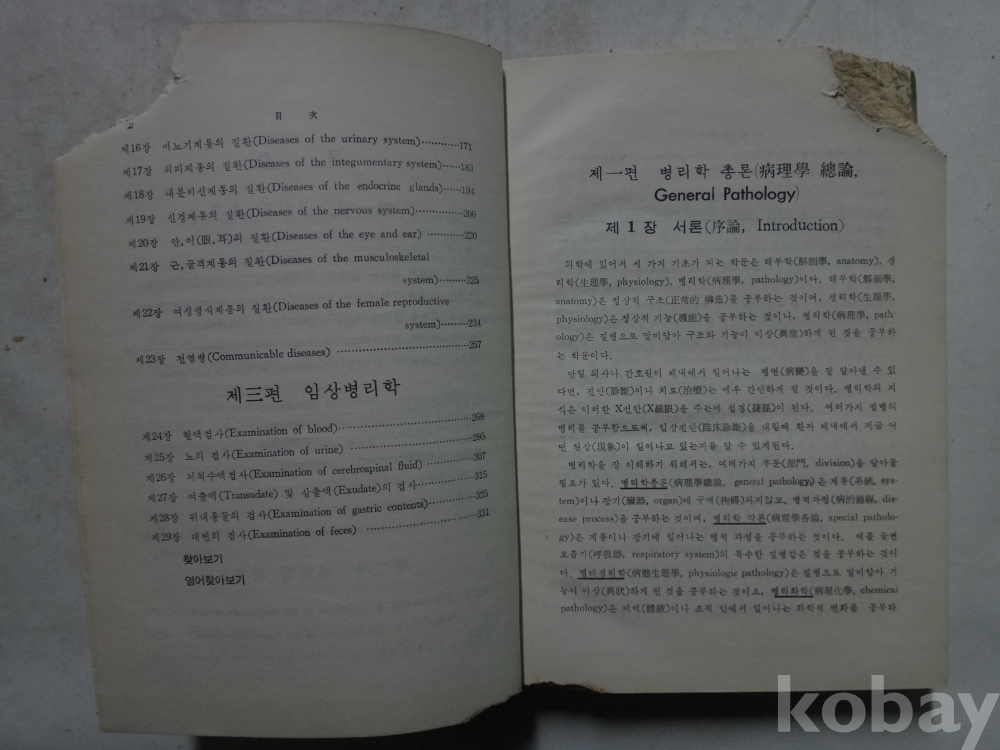 目 次
제16장 비뇨기계통의 질환(Diseases of the urinary system)⋯⋯⋯171
제17장 외피계통의 질환(Diseases of the integumentary system)⋯⋯183
제18장 내분비선계통의 질환(Diseases of the endocrine glands)⋯⋯194
제19장 신경계통의 질환(Diseases of the nervous system)⋯⋯⋯⋯206
제20장 안,이(眼,耳)의 질환(Diseases of the eye and ear)⋯⋯⋯220
제21장 근,골격계통의 질환(Diseases of the musculoskeletal
system)⋯⋯⋯225
제22장 여성생식계통의 질환(Diseases of the female reproductive
system)⋯⋯⋯234
제23장 전염병(Communicable diseases) ⋯⋯⋯⋯⋯⋯⋯⋯257
제三편 임상병리학
제24장 혈액검사(Examination of blood)⋯⋯⋯⋯⋯⋯⋯⋯268
제25장 뇨의 검사(Examination of urine)⋯⋯⋯⋯⋯⋯⋯295
제26장 뇌척수액검사(Examination of cerebrospinal fluid)⋯⋯⋯307
제27장 여출액(Transudate) 및 삼출액(Exudate)의 검사⋯⋯⋯315
제28장 위내용물의 검사(Examination of gastric contents)⋯⋯⋯325
제29장 대변의 검사(Examination of feces)⋯⋯⋯⋯⋯⋯331
찾아보기
영어찾아보기
제一편 병리학 총론(病理學 總論,
General Pathology)
제 1 장 서론(序論, Introduction)
의학에 있어서 세 가지 기초가 되는 학문은 해부학(解剖學, anatomy), 생
리학(生理學, physiology), 병리학(病理學, pathology)이다. 해부학(解剖學,
anatomy)은 정상적 구조(正常的 構造)를 공부하는 것이며, 생리학(生理學,
physiology)은 정상적 기능(機能)을 공부하는 것이나, 병리학(病理學, path-
ology)은 질병으로 말미암아 구조와 기능이 이상(異常)하게 된 것을 공부하
는 학문이다.
만일 의사나 간호원이 체내에서 일어나는 병변(病變)을 잘 알아낼 수 있
다면, 진단(診斷)이나 치료(治療)는 매우 간단하게 될 것이다. 병리학의 지
식은 이러한 X선안(X線眼)을 주는데 첩경(捷徑)이 된다. 여러가지 질병의
병리를 공부함으로써, 임상진단(臨床診斷)을 내릴때 환자 체내에서 지금 어
떤 현상(現象)이 일어나고 있는지를 알 수 있게된다.
병리학을 잘 이해하기 위해서는, 여러가지 부문(部門, division)을 알아둘
필요가 있다. 병리학총론(病理學總論, general pathology)은 계통(系統, sys-
tem)이나 장기(臟器, organ)에 구애(拘碍)되지않고, 병적과정(病的過程, dis-
ease process)을 공부하는 것이며, 병리학 각론(病理學各論, special patholo-
gy)은 계통이나 장기에 일어나는 병적 과정을 공부하는 것이다. 예를 들면
호흡기(呼吸器, respiratory system)의 특수한 질병같은 것을 공부하는 것이
다. 병태생리학(病態生理學, physiologic pathology)은 질병으로 말미암아 기
능이 이상(異狀)하게 된 것을 공부하는 것이요, 병리화학(病理化學, chemical
pathology)은 체액(體液)이나 조직 안에서 일어나는 화학적 변화를 공부하
kobay